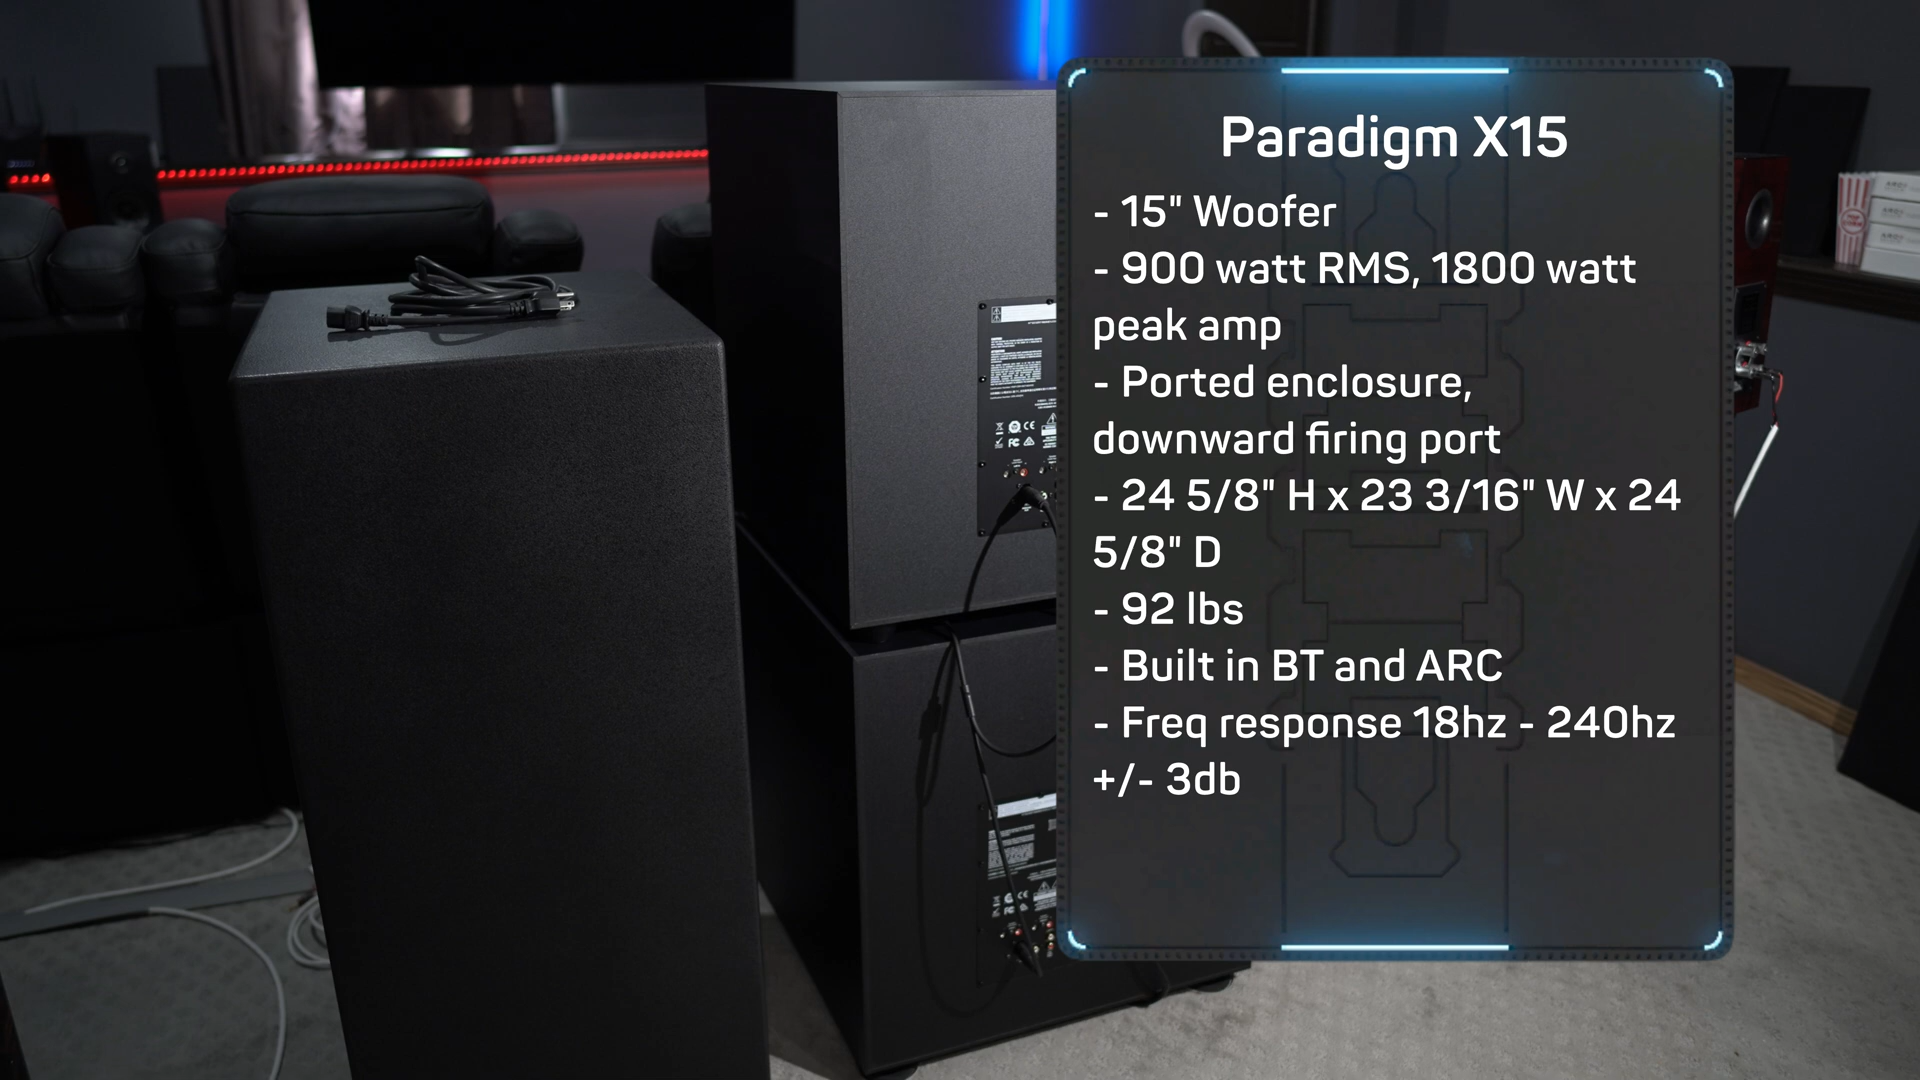 Paradigm X15
- 15" Woofer
- 900 watt RMS, 1800 watt
peak amp
- Ported enclosure,
downward firing port
- 24 5/8" H x 23 3/16" W x 24
5/8" D
- 92 lbs
- Built in BT and ARC
- Freq response 18hz - 240hz
+/- 3db